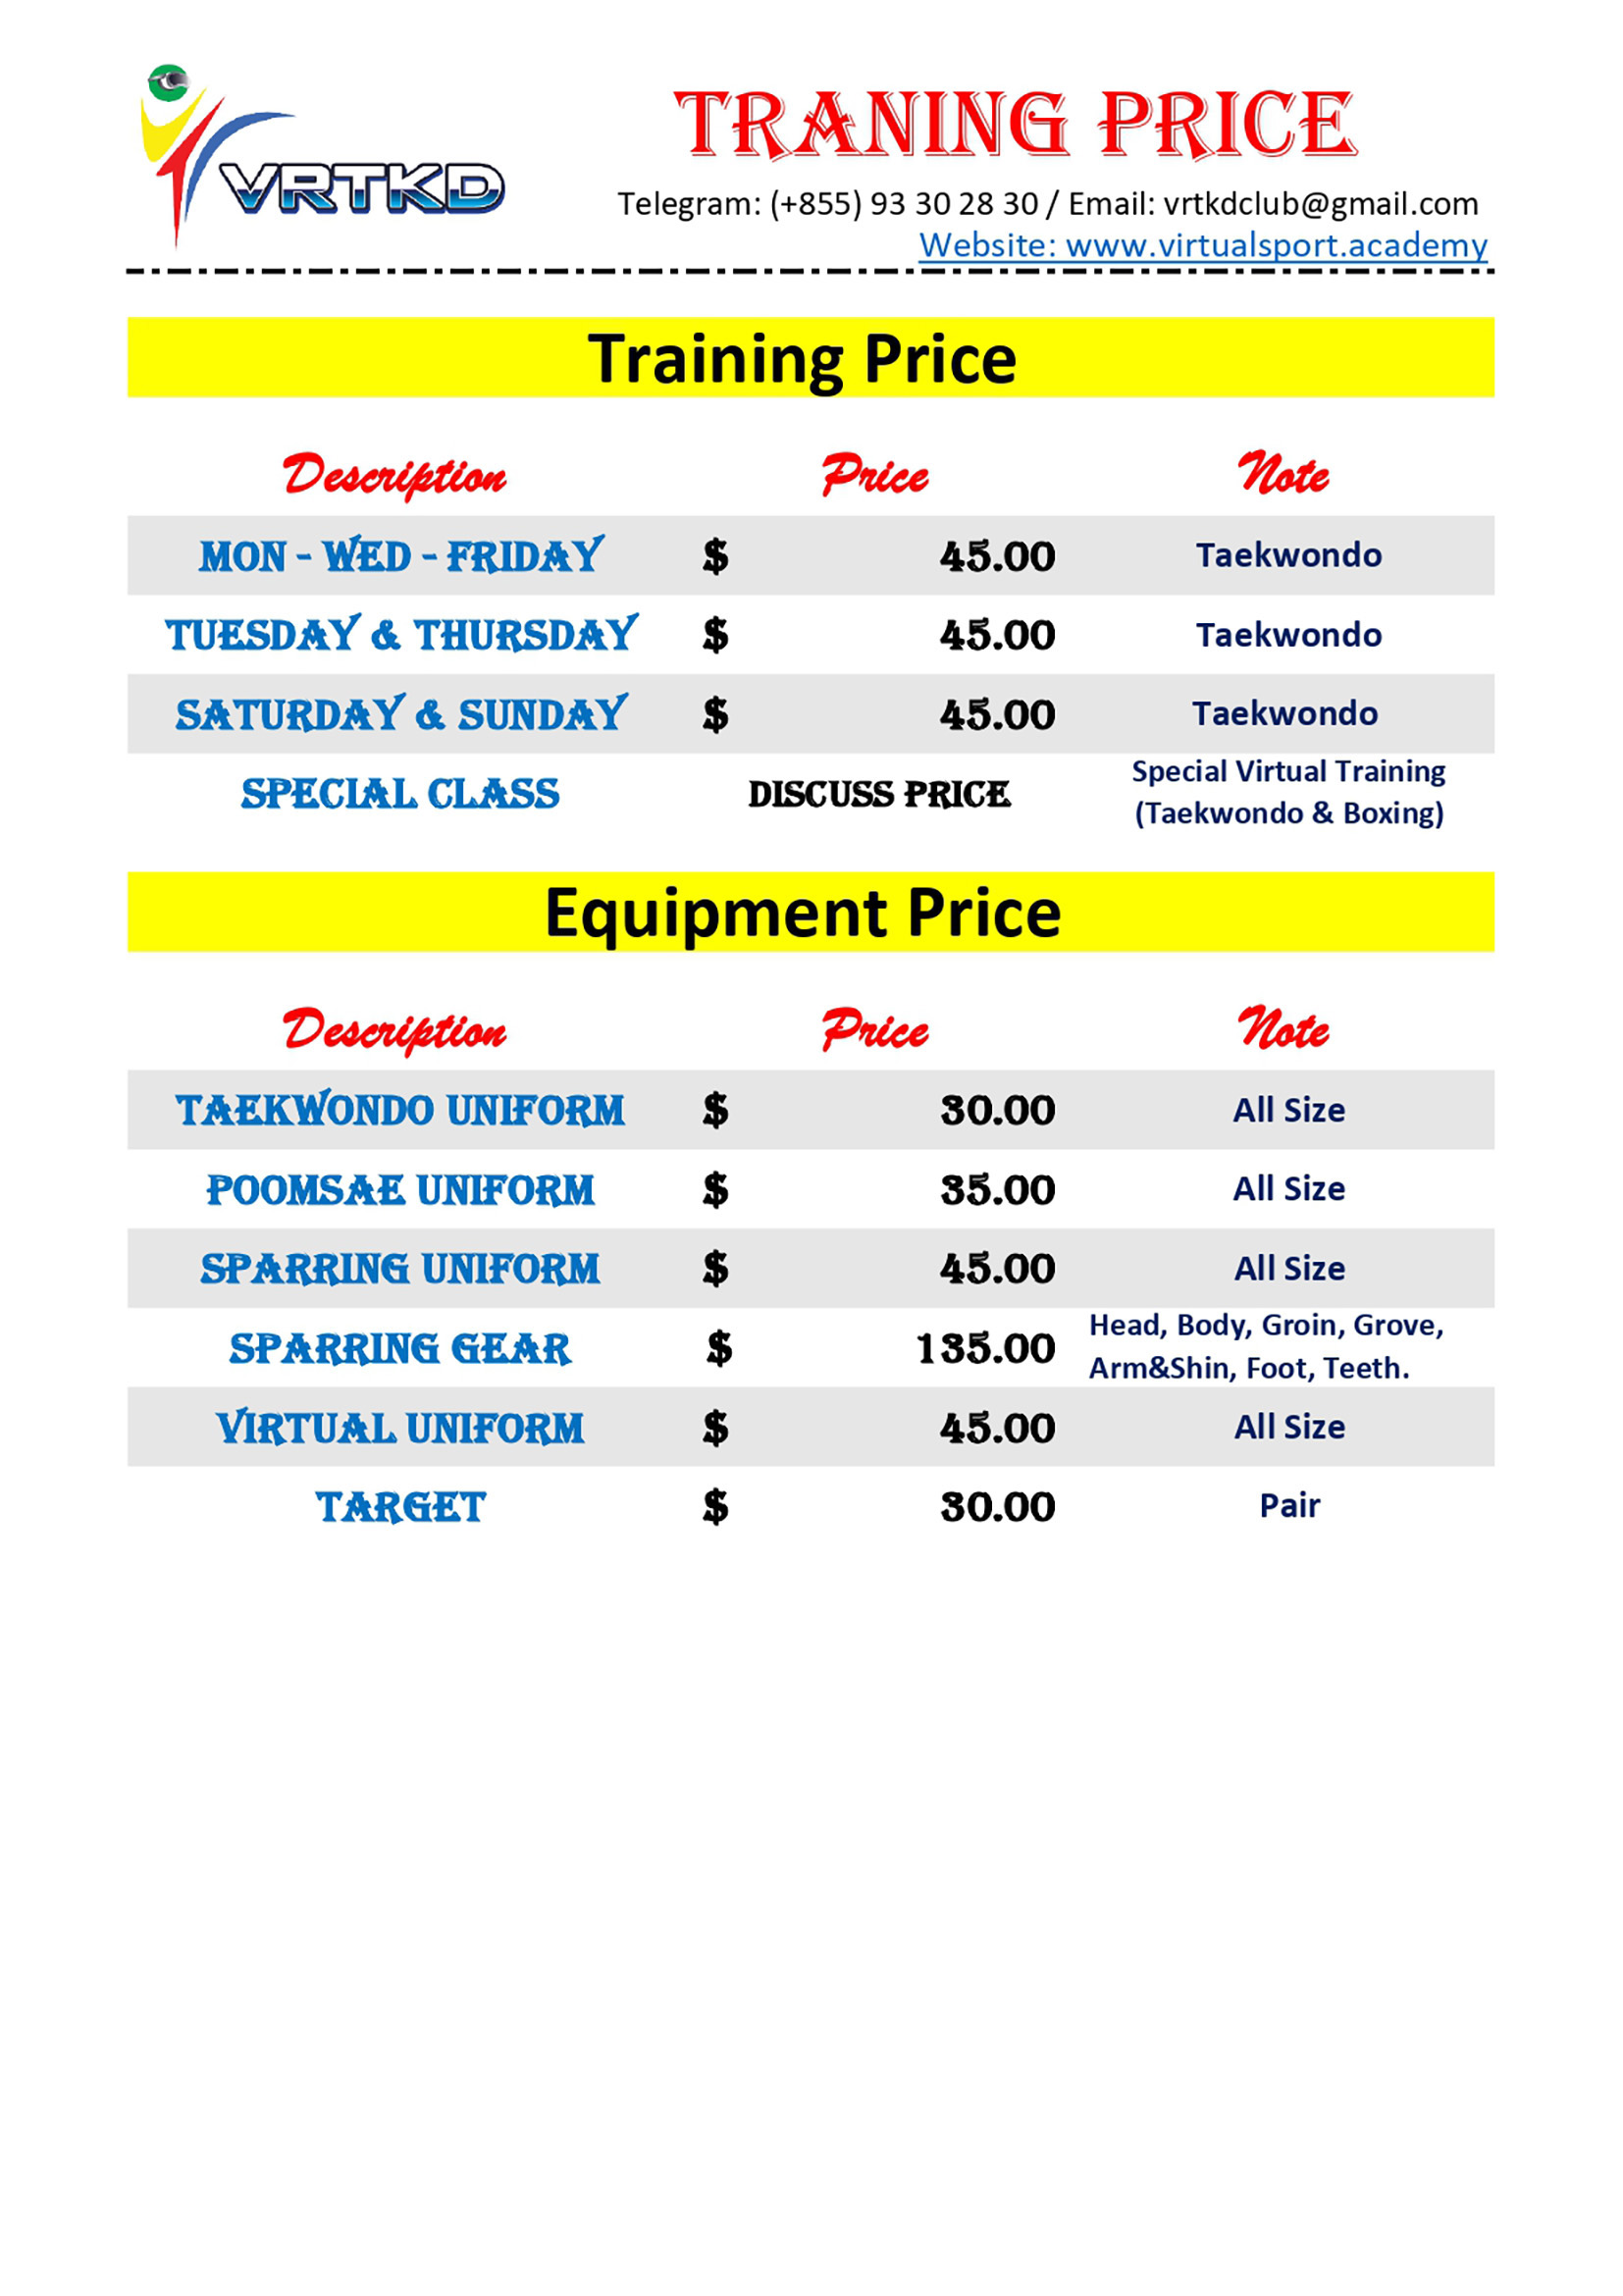 VRTKD
TRANING PRICE
Telegram: (+855) 93 30 28 30 / Email: vrtkdclub@gmail.com
Website: www.virtualsport.academy
Training Price
Description Price Note
MON - WED - FRIDAY $ 45.00 Taekwondo
TUESDAY & THURSDAY $ 45.00 Taekwondo
SATURDAY & SUNDAY $ 45.00 Taekwondo
SPECIAL CLASS DISCUSS PRICE Special Virtual Training
(Taekwondo & Boxing)
Equipment Price
Description Price Note
TAEKWONDO UNIFORM $ 30.00 All Size
POOMSAE UNIFORM $ 35.00 All Size
SPARRING UNIFORM $ 45.00 All Size
SPARRING GEAR $ 135.00 Head, Body, Groin, Grove,
Arm&Shin, Foot, Teeth.
VIRTUAL UNIFORM $ 45.00 All Size
TARGET $ 30.00 Pair